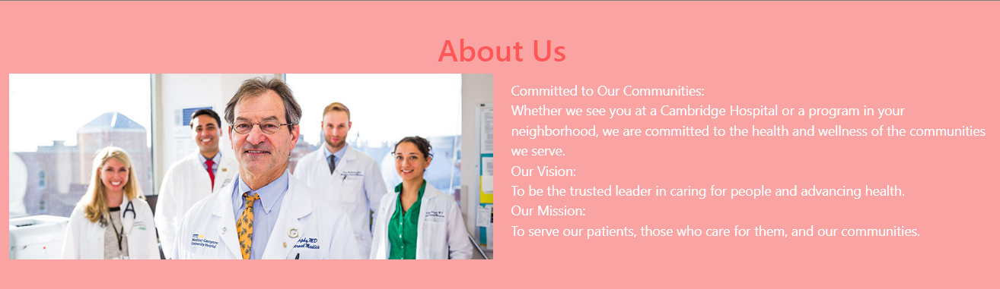 About Us
Committed to Our Communities:
Whether we see you at a Cambridge Hospital or a program in your
neighborhood, we are committed to the health and wellness of the communities
we serve.
Our Vision:
To be the trusted leader in caring for people and advancing health.
Our Mission:
To serve our patients, those who care for them, and our communities.
University Hospital